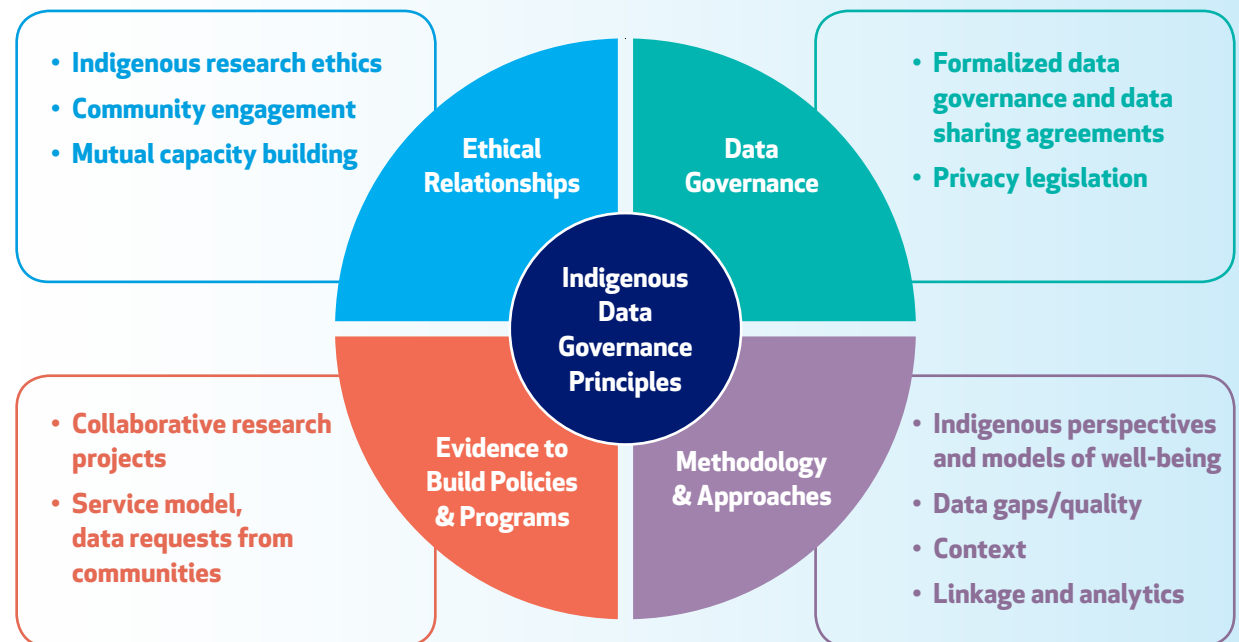 • Indigenous research ethics
• Community engagement
• Mutual capacity building
Ethical
Relationships
Data
Governance
• Formalized data
governance and data
sharing agreements
• Privacy legislation
Indigenous
Data
Governance
Principles
• Collaborative research
projects
• Service model,
data requests from
communities
Evidence to
Build Policies
& Programs
Methodology
& Approaches
• Indigenous perspectives
and models of well-being
• Data gaps/quality
• Context
• Linkage and analytics